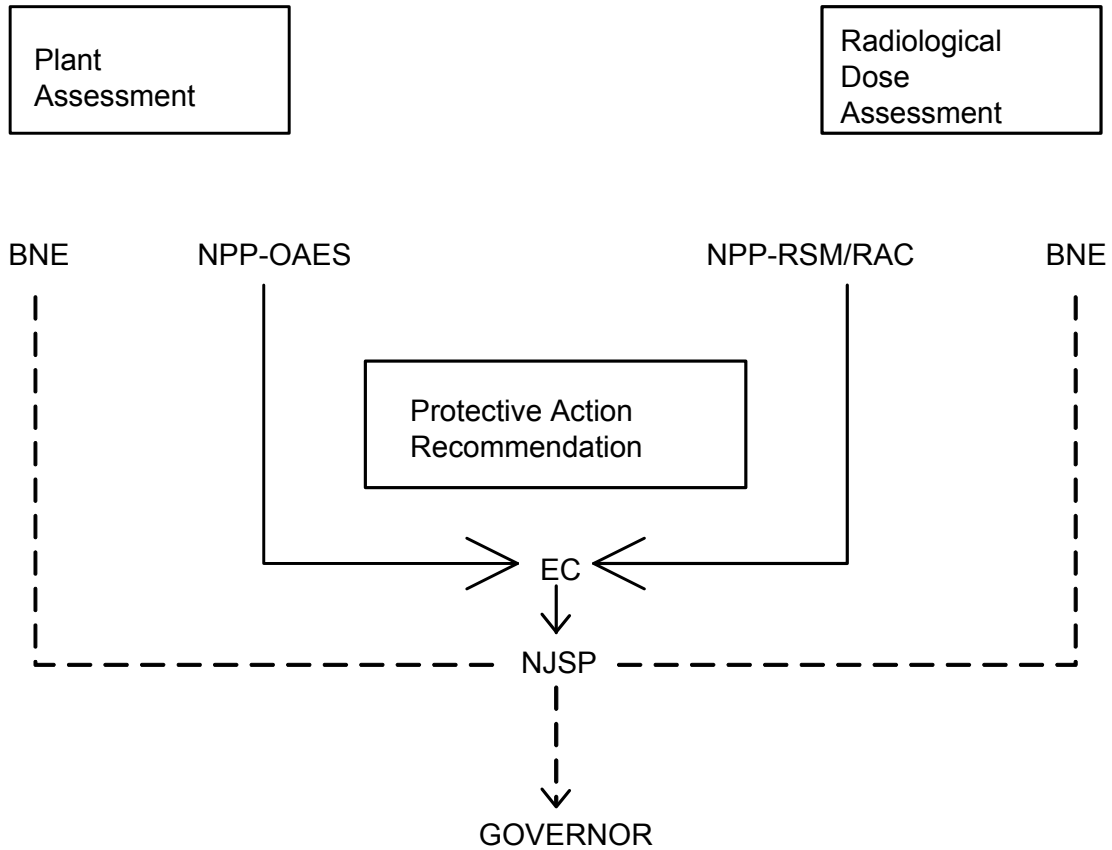 Plant
Assessment
Radiological
Dose
Assessment
BNE NPP-OAES NPP-RSM/RAC BNE
Protective Action
Recommendation
EC
NJSP
GOVERNOR